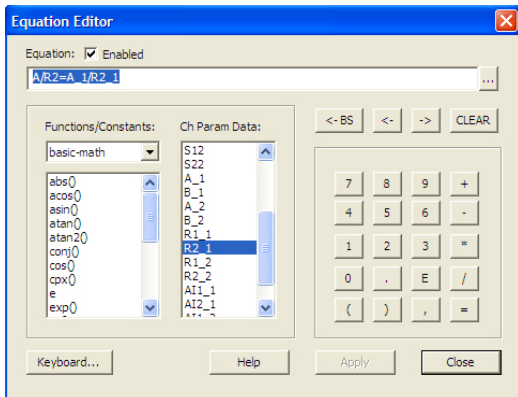 Equation Editor
Equation: Enabled
A/R2=A_1/R2_1
...
Functions/Constants:
Ch Param Data:
<-BS <- -> CLEAR
basic-math
abs()
acos()
asin()
atan()
atan2()
conj()
cos()
cpx()
e
exp()
S12
S22
A_1
B_1
A_2
B_2
R1_1
R2_1
R1_2
R2_2
AI1_1
AI2_1
7 8 9 +
4 5 6 -
1 2 3 *
0 . E /
( ) , =
Keyboard... Help Apply Close